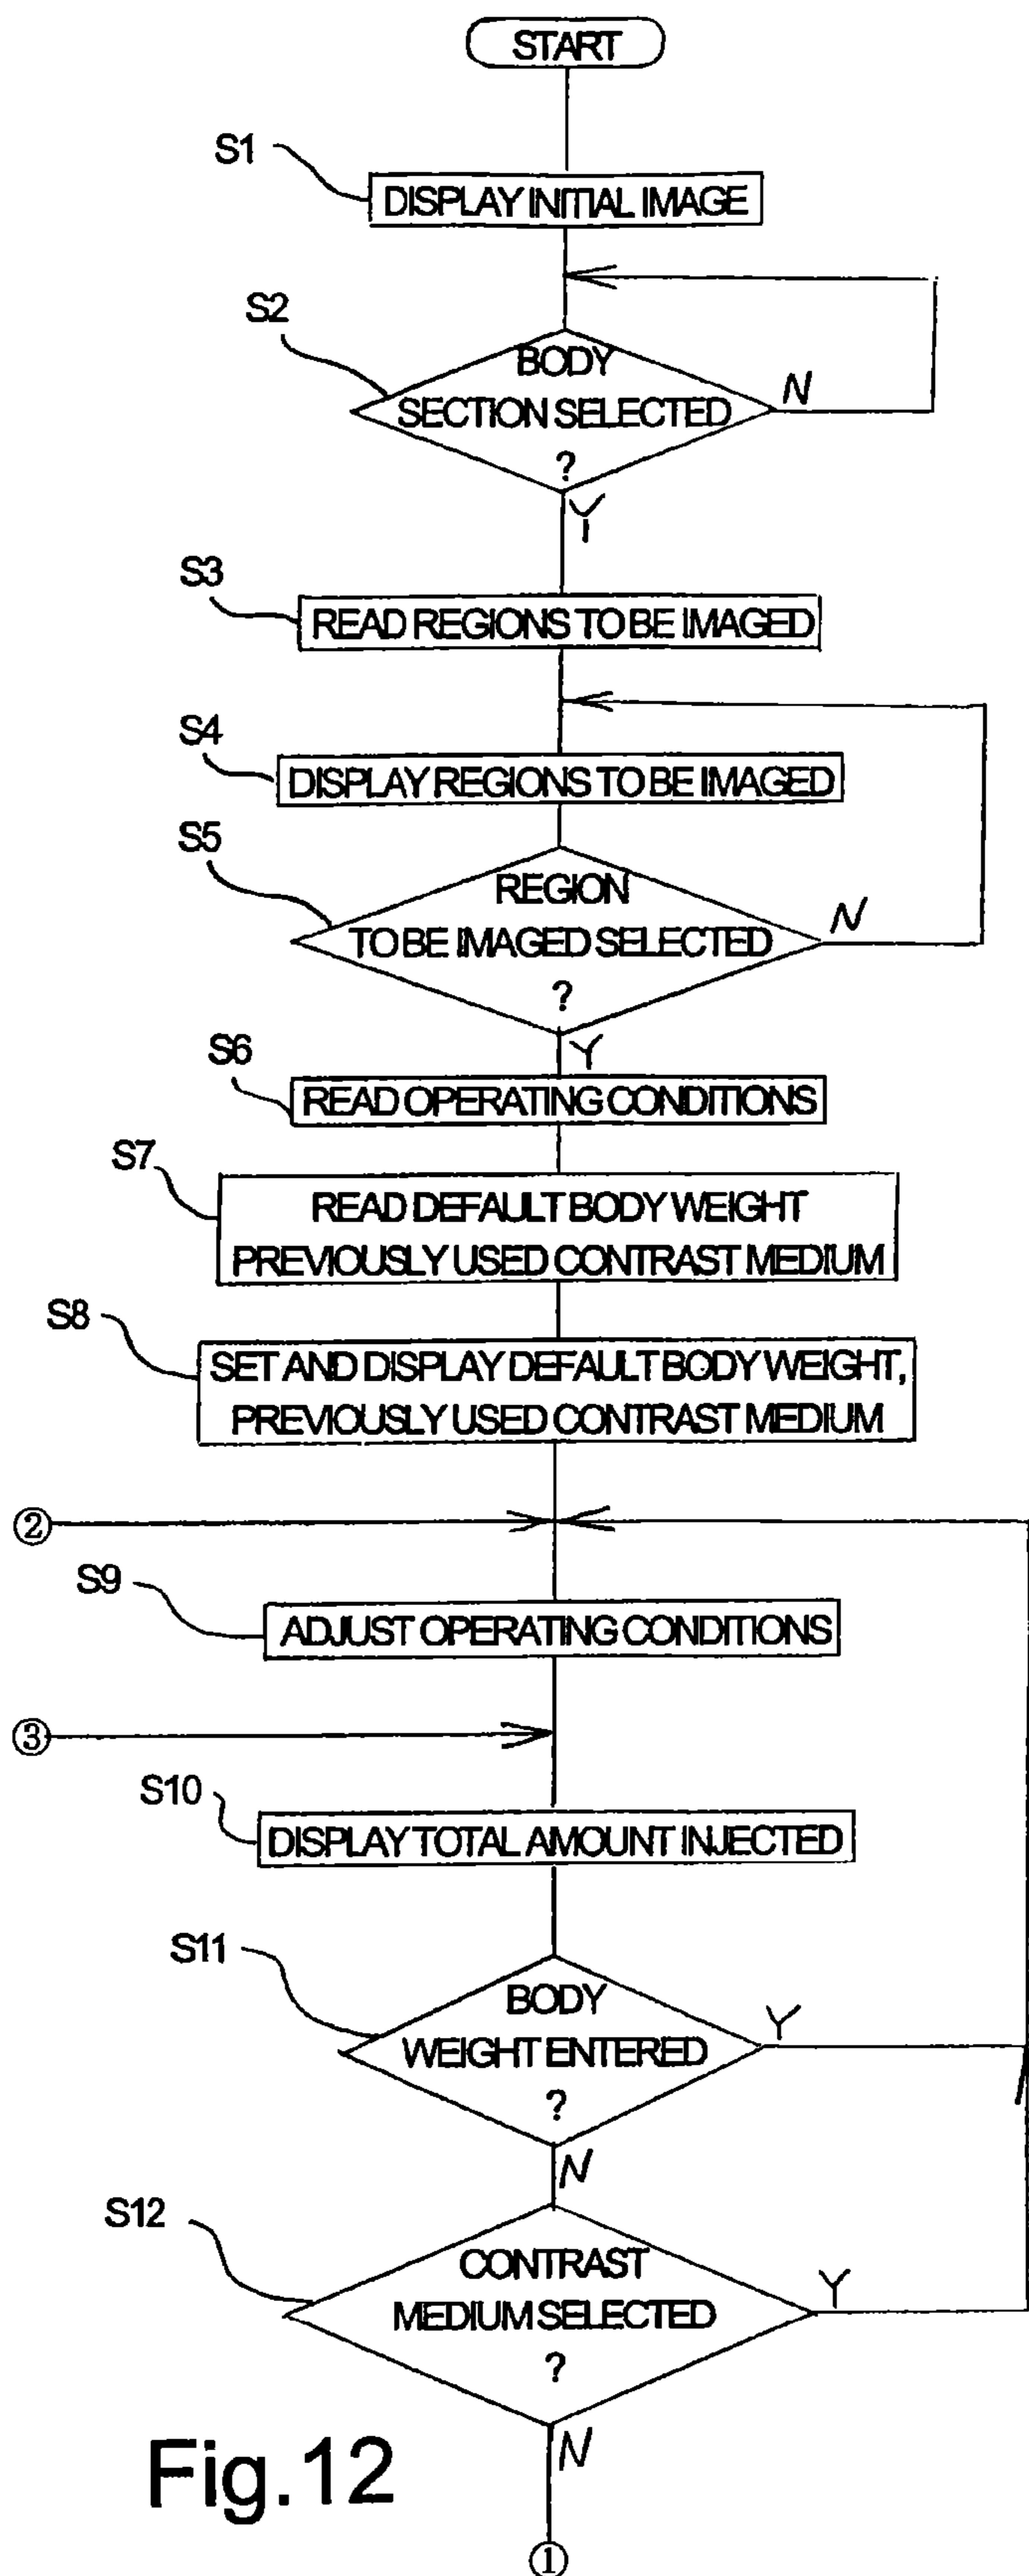 START
S1
DISPLAY INITIAL IMAGE
S2
BODY
SECTION SELECTED
?
N
Y
S3
READ REGIONS TO BE IMAGED
S4
DISPLAY REGIONS TO BE IMAGED
S5
REGION
TO BE IMAGED SELECTED
?
N
Y
S6
READ OPERATING CONDITIONS
S7
READ DEFAULT BODY WEIGHT
PREVIOUSLY USED CONTRAST MEDIUM
S8
SET AND DISPLAY DEFAULT BODY WEIGHT,
PREVIOUSLY USED CONTRAST MEDIUM
②
S9
ADJUST OPERATING CONDITIONS
③
S10
DISPLAY TOTAL AMOUNT INJECTED
S11
BODY
WEIGHT ENTERED
?
Y
N
S12
CONTRAST
MEDIUM SELECTED
?
Y
N
Fig.12
①